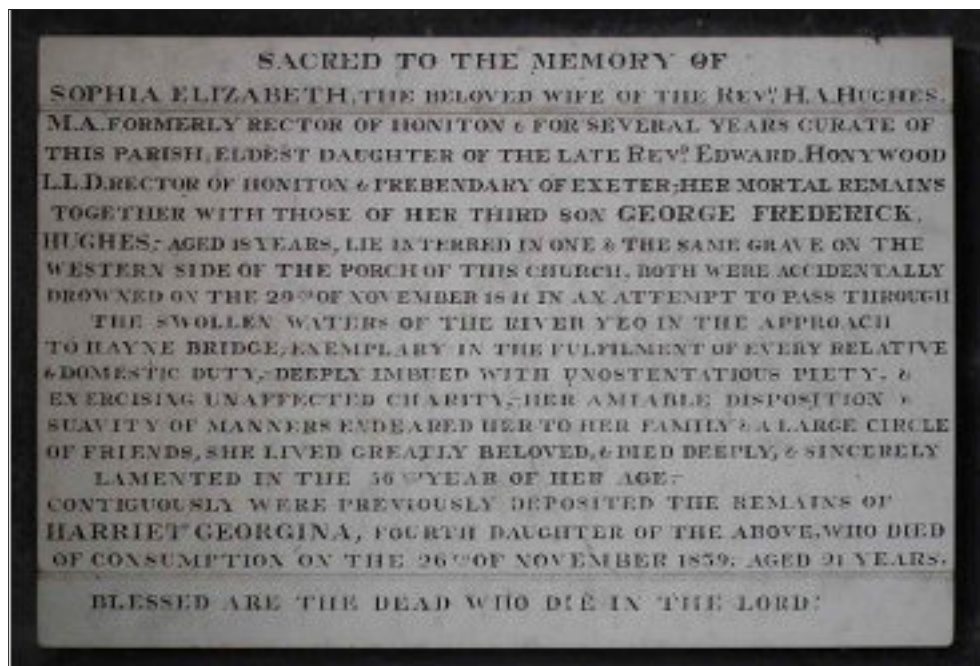 SACRED TO THE MEMORY OF
SOPHIA ELIZABETH, THE BELOVED WIFE OF THE REVD. H.A. HUGHES.
M.A. FORMERLY RECTOR OF HONITON & FOR SEVERAL YEARS CURATE OF
THIS PARISH, ELDEST DAUGHTER OF THE LATE REVD. EDWARD. HONYWOOD
L.L.D. RECTOR OF HONITON & PREBENDARY OF EXETER; HER MORTAL REMAINS
TOGETHER WITH THOSE OF HER THIRD SON GEORGE FREDERICK,
HUGHES,- AGED 18 YEARS, LIE INTERRED IN ONE & THE SAME GRAVE ON THE
WESTERN SIDE OF THE PORCH OF THIS CHURCH. BOTH WERE ACCIDENTALLY
DROWNED ON THE 29TH OF NOVEMBER IN AN ATTEMPT TO PASS THROUGH
THE SWOLLEN WATERS OF THE RIVER YEO IN THE APPROACH
TO HAYNE BRIDGE, EXEMPLARY IN THE FULFILMENT OF EVERY RELATIVE
& DOMESTIC DUTY,- DEEPLY IMBUED WITH UNOSTENTATIOUS PIETY, &
EXERCISING UNAFFECTED CHARITY,- HER AMIABLE DISPOSITION &
SUAVITY OF MANNERS ENDEARED HER TO HER FAMILY & A LARGE CIRCLE
OF FRIENDS, SHE LIVED GREATLY BELOVED, & DIED DEEPLY, & SINCERELY
LAMENTED IN THE YEAR OF HER AGE:-
CONTIGUOUSLY WERE PREVIOUSLY DEPOSITED THE REMAINS OF
HARRIET GEORGINA, FOURTH DAUGHTER OF THE ABOVE, WHO DIED
OF CONSUMPTION ON THE 26TH OF NOVEMBER 1839. AGED 21 YEARS.
BLESSED ARE THE DEAD WHO DIE IN THE LORD.